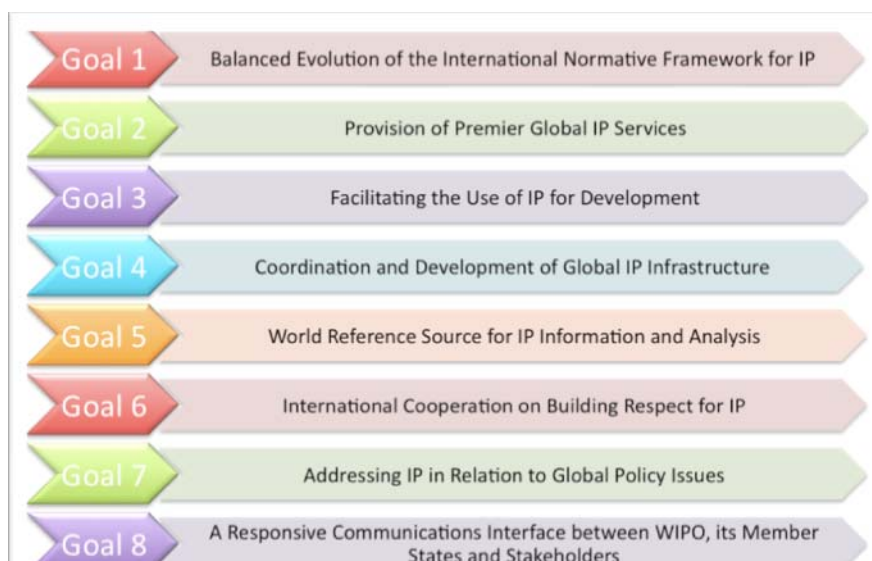 Goal 1 Balanced Evolution of the International Normative Framework for IP
Goal 2 Provision of Premier Global IP Services
Goal 3 Facilitating the Use of IP for Development
Goal 4 Coordination and Development of Global IP Infrastructure
Goal 5 World Reference Source for IP Information and Analysis
Goal 6 International Cooperation on Building Respect for IP
Goal 7 Addressing IP in Relation to Global Policy Issues
Goal 8 A Responsive Communications Interface between WIPO, its Member
States and Stakeholders